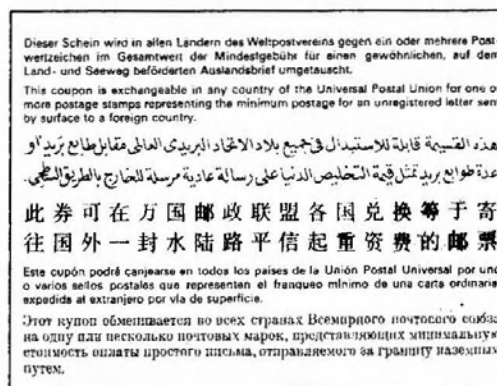 Dieser Schein wird in allen Ländern des Weltpostvereins gegen ein oder mehrere Post-
wertzeichen im Gesamtwert der Mindestgebühr für einen gewöhnlichen, auf dem
Land- und Seeweg beförderten Auslandsbrief umgetauscht.
This coupon is exchangeable in any country of the Universal Postal Union for one o
more postage stamps representing the minimum postage for an unregistered letter sen
by surface to a foreign country.
هذه القسيمة قابلة للاستبدال فى جميع بلاد الاتحاد البريدى العالمى مقابل طابع بريد أو
عدة طوابع بريد تمثل قيمة التخليص الدنيا على رسالة عادية مرسلة للخارج بالطريق السطحى.
此券可在万国邮政联盟各国兑换等于寄
往国外一封水陆路平信起重资费的邮票
Este cupón podrá canjearse en todos los países de la Unión Postal Universal por uno
o varios sellos postales que representen el franqueo mínimo de una carta ordinaria
expedida al extranjero por vía de superficie.
Этот купон обменивается во всех странах Всемирного почтового союза
на одну или несколько почтовых марок, представляющих минимальную
стоимость оплаты простого письма, отправляемого за границу наземным
путем.